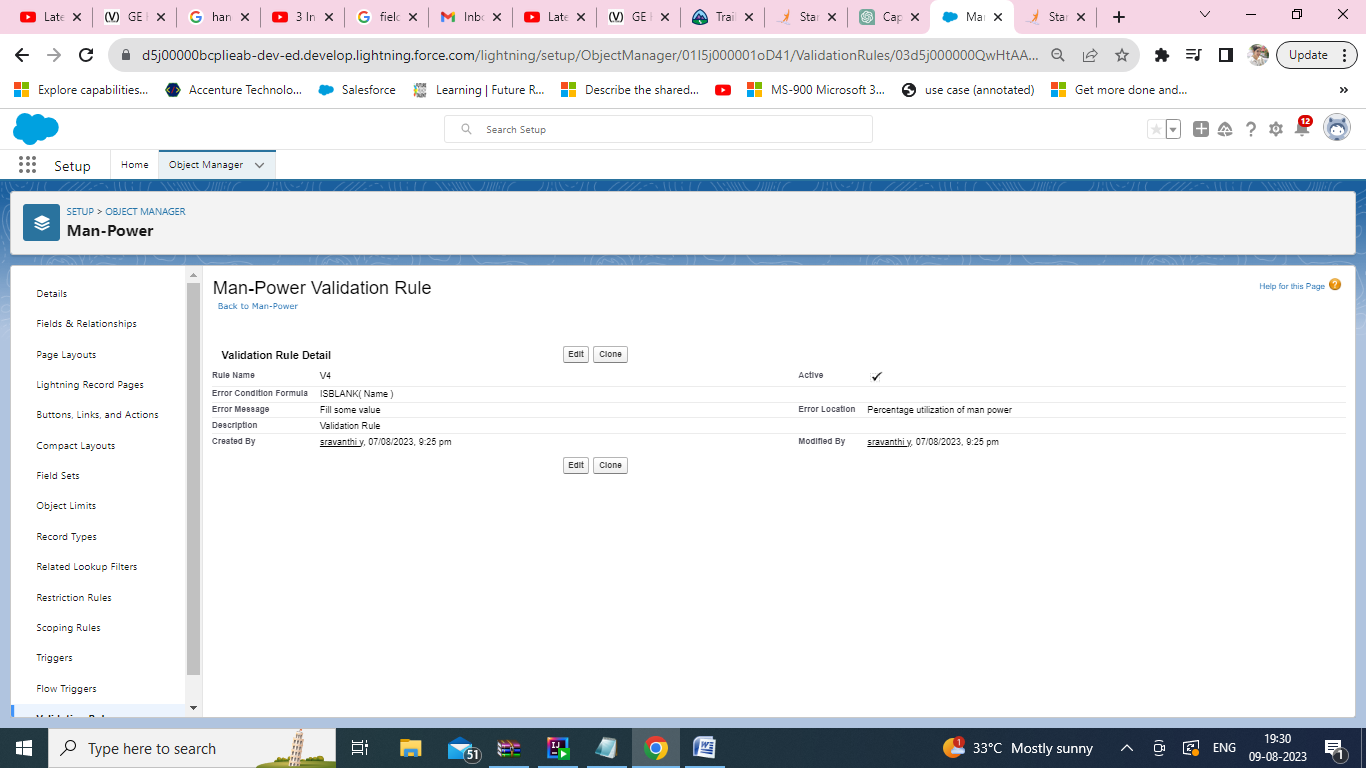 Late
GE I
han
3 In
field
Inbo
Late
GE I
Trai
Star
Cap
Ma
Star
d5j00000bcplieab-dev-ed.develop.lightning.force.com/lightning/setup/ObjectManager/01I5j000001oD41/ValidationRules/03d5j000000QwHtAA...
Update
Explore capabilities...
Accenture Technolo...
Salesforce
Learning | Future R...
Describe the shared...
MS-900 Microsoft 3...
use case (annotated)
Get more done and...
»
Search Setup
12
Setup
Home
Object Manager
SETUP > OBJECT MANAGER
Man-Power
Details
Fields & Relationships
Page Layouts
Lightning Record Pages
Buttons, Links, and Actions
Compact Layouts
Field Sets
Object Limits
Record Types
Related Lookup Filters
Restriction Rules
Scoping Rules
Triggers
Flow Triggers
Man-Power Validation Rule
Back to Man-Power
Help for this Page
Validation Rule Detail
Edit
Clone
Rule Name V4 Active
Error Condition Formula ISBLANK( Name )
Error Message Fill some value Error Location Percentage utilization of man power
Description Validation Rule
Created By sravanthi y, 07/08/2023, 9:25 pm Modified By sravanthi y, 07/08/2023, 9:25 pm
Edit
Clone
Type here to search
51
33°C Mostly sunny
ENG
19:30
09-08-2023
1